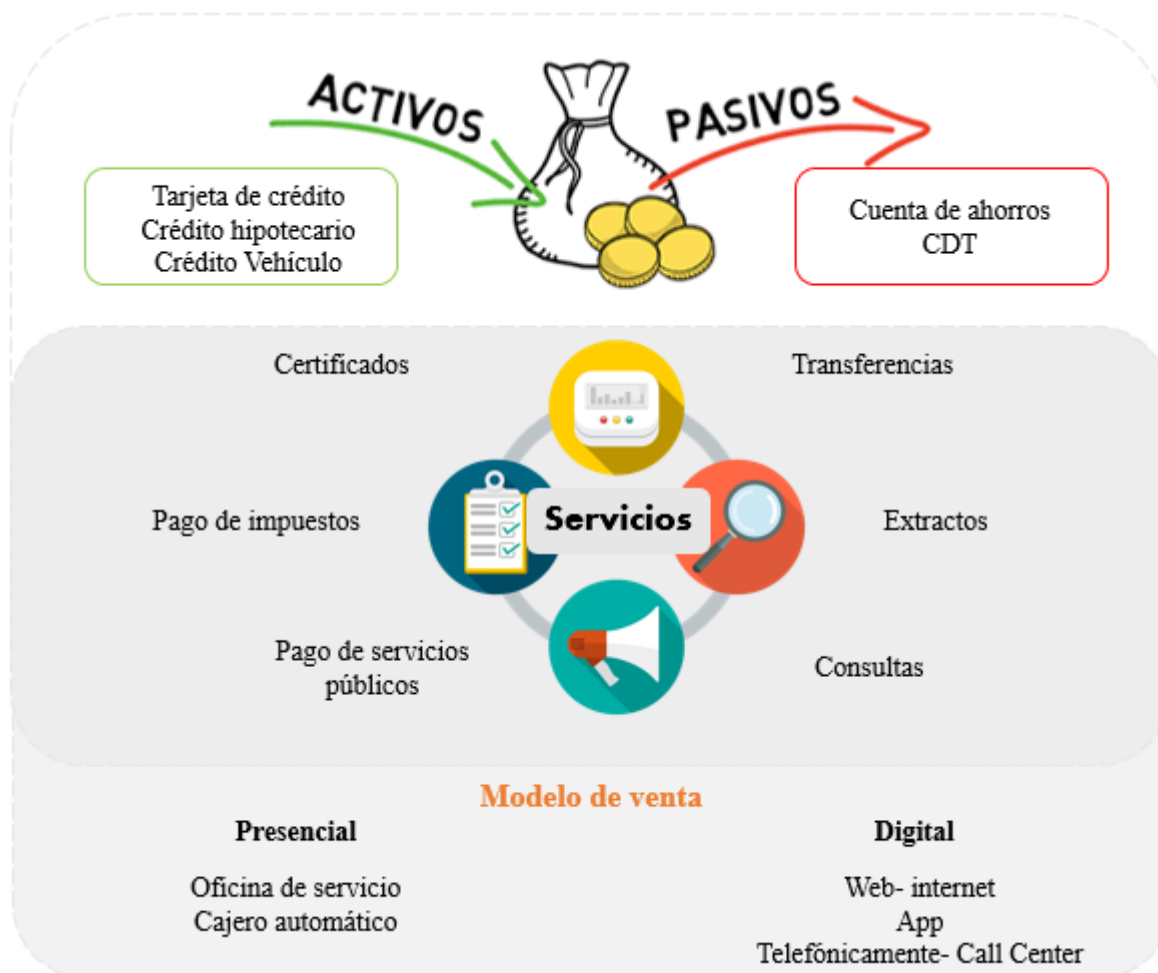 ACTIVOS
PASIVOS
Tarjeta de crédito
Crédito hipotecario
Crédito Vehículo
Cuenta de ahorros
CDT
Certificados
Transferencias
Servicios
Pago de impuestos
Extractos
Pago de servicios
públicos
Consultas
Modelo de venta
Presencial
Digital
Oficina de servicio
Cajero automático
Web- internet
App
Telefónicamente- Call Center